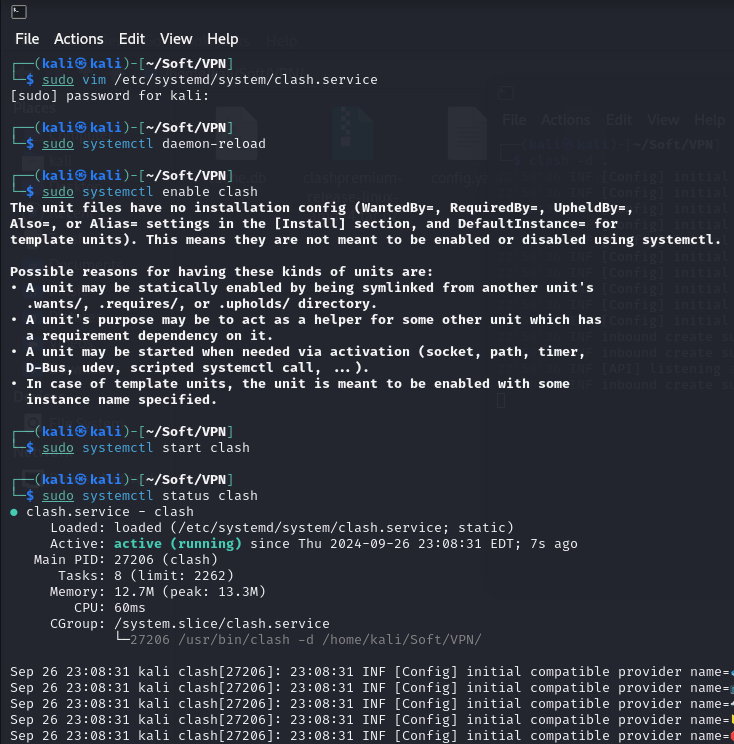 File Actions Edit View Help
┌──(kali㉿kali)-[~/Soft/VPN]
└─$ sudo vim /etc/systemd/system/clash.service
[sudo] password for kali:
┌──(kali㉿kali)-[~/Soft/VPN]
└─$ sudo systemctl daemon-reload
┌──(kali㉿kali)-[~/Soft/VPN]
└─$ sudo systemctl enable clash
The unit files have no installation config (WantedBy=, RequiredBy=, UpheldBy=,
Also=, or Alias= settings in the [Install] section, and DefaultInstance= for
template units). This means they are not meant to be enabled or disabled using systemctl.
Possible reasons for having these kinds of units are:
• A unit may be statically enabled by being symlinked from another unit's
.wants/, .requires/, or .upholds/ directory.
• A unit's purpose may be to act as a helper for some other unit which has
a requirement dependency on it.
• A unit may be started when needed via activation (socket, path, timer,
D-Bus, udev, scripted systemctl call, ...).
• In case of template units, the unit is meant to be enabled with some
instance name specified.
┌──(kali㉿kali)-[~/Soft/VPN]
└─$ sudo systemctl start clash
┌──(kali㉿kali)-[~/Soft/VPN]
└─$ sudo systemctl status clash
● clash.service - clash
Loaded: loaded (/etc/systemd/system/clash.service; static)
Active: active (running) since Thu 2024-09-26 23:08:31 EDT; 7s ago
Main PID: 27206 (clash)
Tasks: 8 (limit: 2262)
Memory: 12.7M (peak: 13.3M)
CPU: 60ms
CGroup: /system.slice/clash.service
└─27206 /usr/bin/clash -d /home/kali/Soft/VPN/
Sep 26 23:08:31 kali clash[27206]: 23:08:31 INF [Config] initial compatible provider name=
Sep 26 23:08:31 kali clash[27206]: 23:08:31 INF [Config] initial compatible provider name=
Sep 26 23:08:31 kali clash[27206]: 23:08:31 INF [Config] initial compatible provider name=
Sep 26 23:08:31 kali clash[27206]: 23:08:31 INF [Config] initial compatible provider name=
Sep 26 23:08:31 kali clash[27206]: 23:08:31 INF [Config] initial compatible provider name=